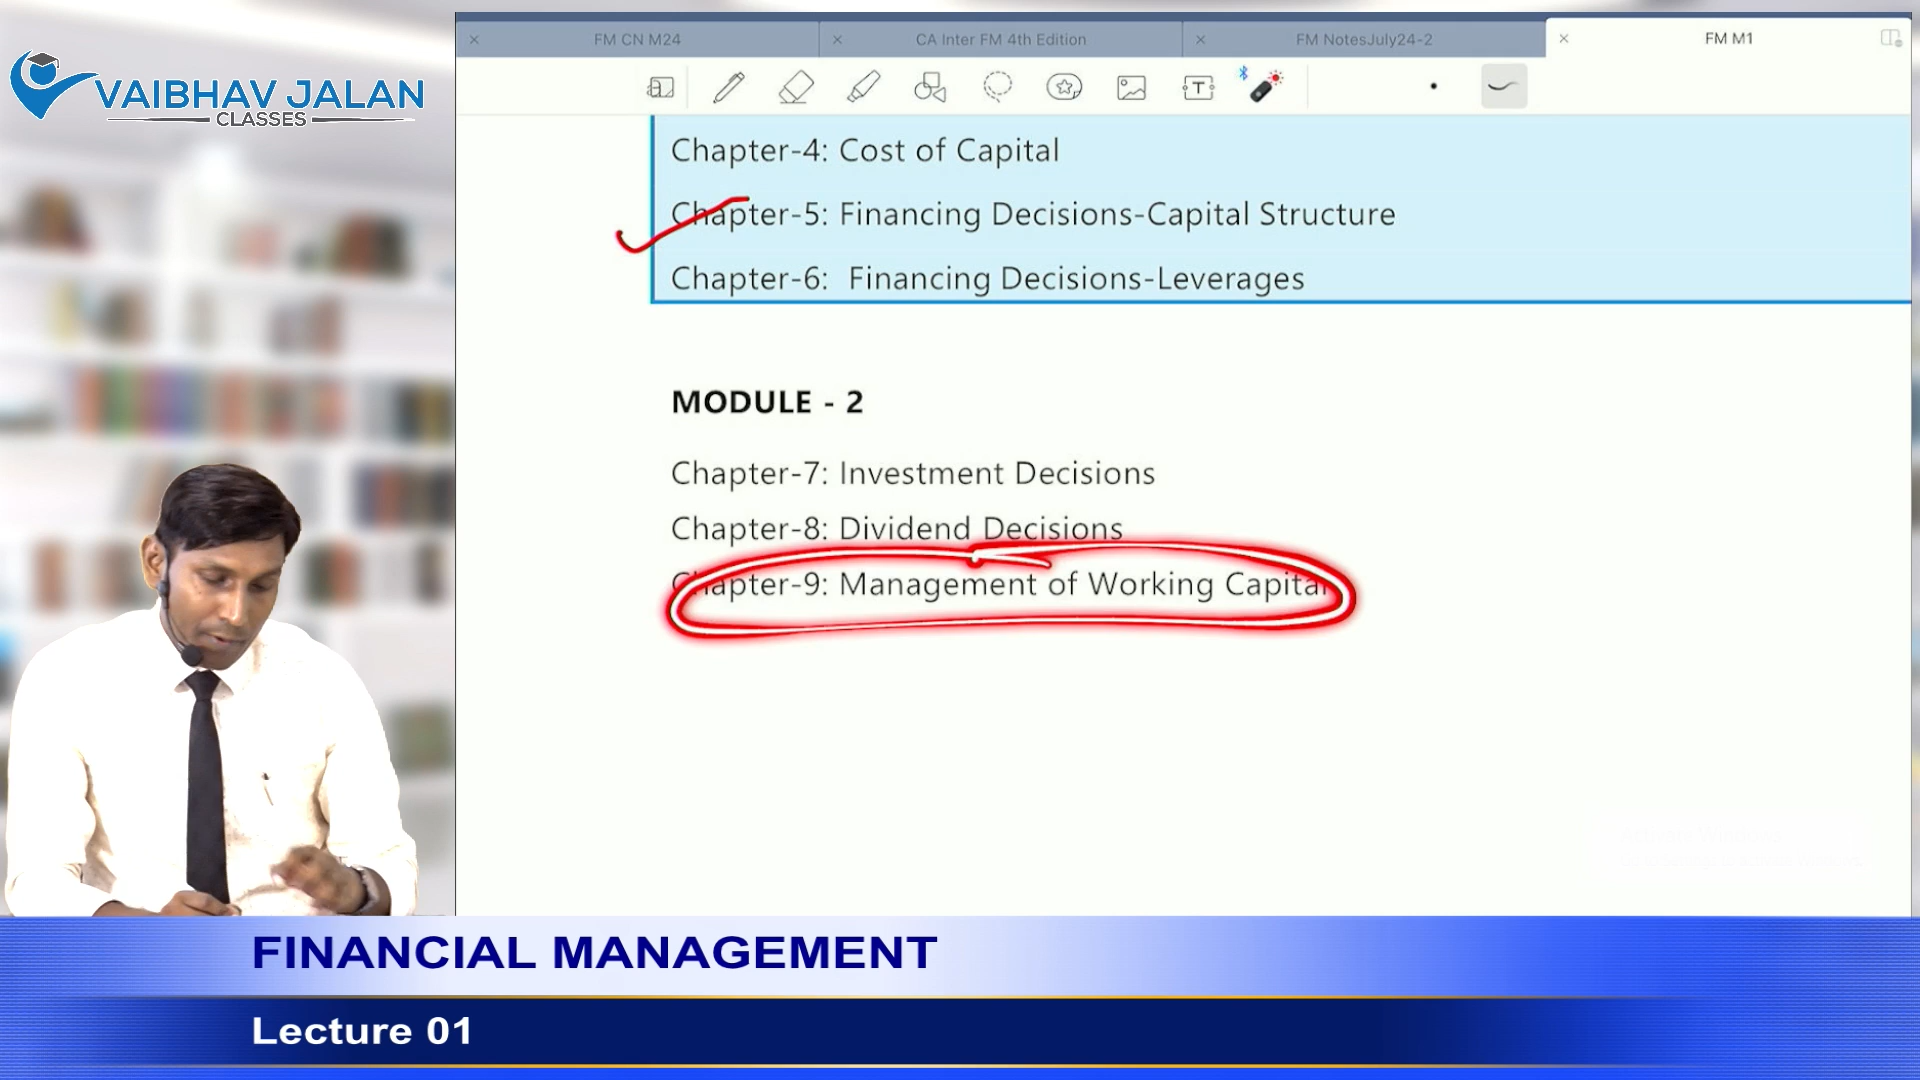 VAIBHAV JALAN
CLASSES
FM CN M24
CA Inter FM 4th Edition
FM NotesJuly24-2
FM M1
Chapter-4: Cost of Capital
Chapter-5: Financing Decisions-Capital Structure
Chapter-6: Financing Decisions-Leverages
MODULE - 2
Chapter-7: Investment Decisions
Chapter-8: Dividend Decisions
Chapter-9: Management of Working Capital
FINANCIAL MANAGEMENT
Lecture 01